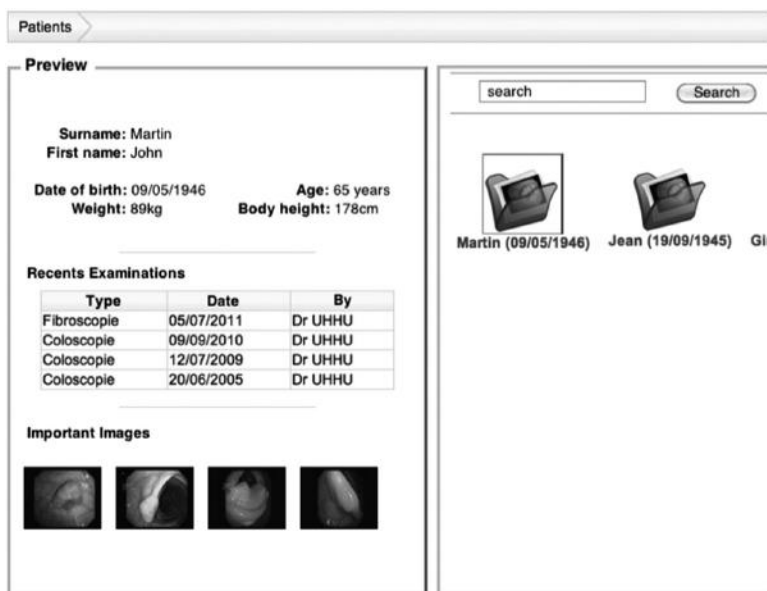 Patients
Preview
Surname: Martin
First name: John
Date of birth: 09/05/1946 Age: 65 years
Weight: 89kg Body height: 178cm
Recents Examinations
Type Date By
Fibroscopie 05/07/2011 Dr UHHU
Coloscopie 09/09/2010 Dr UHHU
Coloscopie 12/07/2009 Dr UHHU
Coloscopie 20/06/2005 Dr UHHU
Important Images
search Search
Martin (09/05/1946) Jean (19/09/1945)